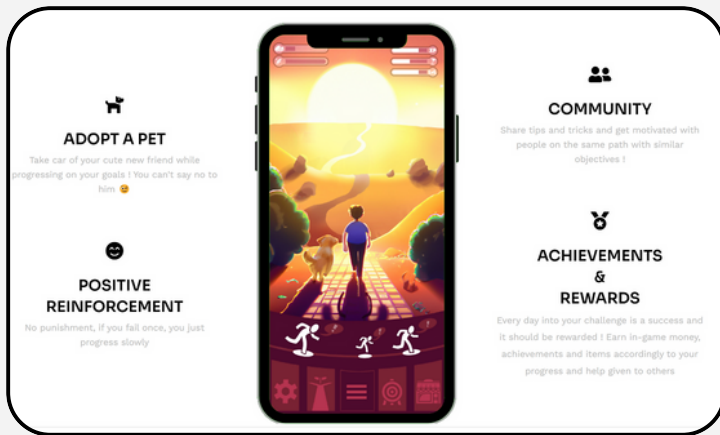 ADOPT A PET
Take car of your cute new friend while
progressing on your goals ! You can't say no to
him 😉
POSITIVE
REINFORCEMENT
No punishment, if you fail once, you just
progress slowly
COMMUNITY
Share tips and tricks and get motivated with
people on the same path with similar
objectives !
ACHIEVEMENTS
&
REWARDS
Every day into your challenge is a success and
it should be rewarded ! Earn in-game money,
achievements and items accordingly to your
progress and help given to others